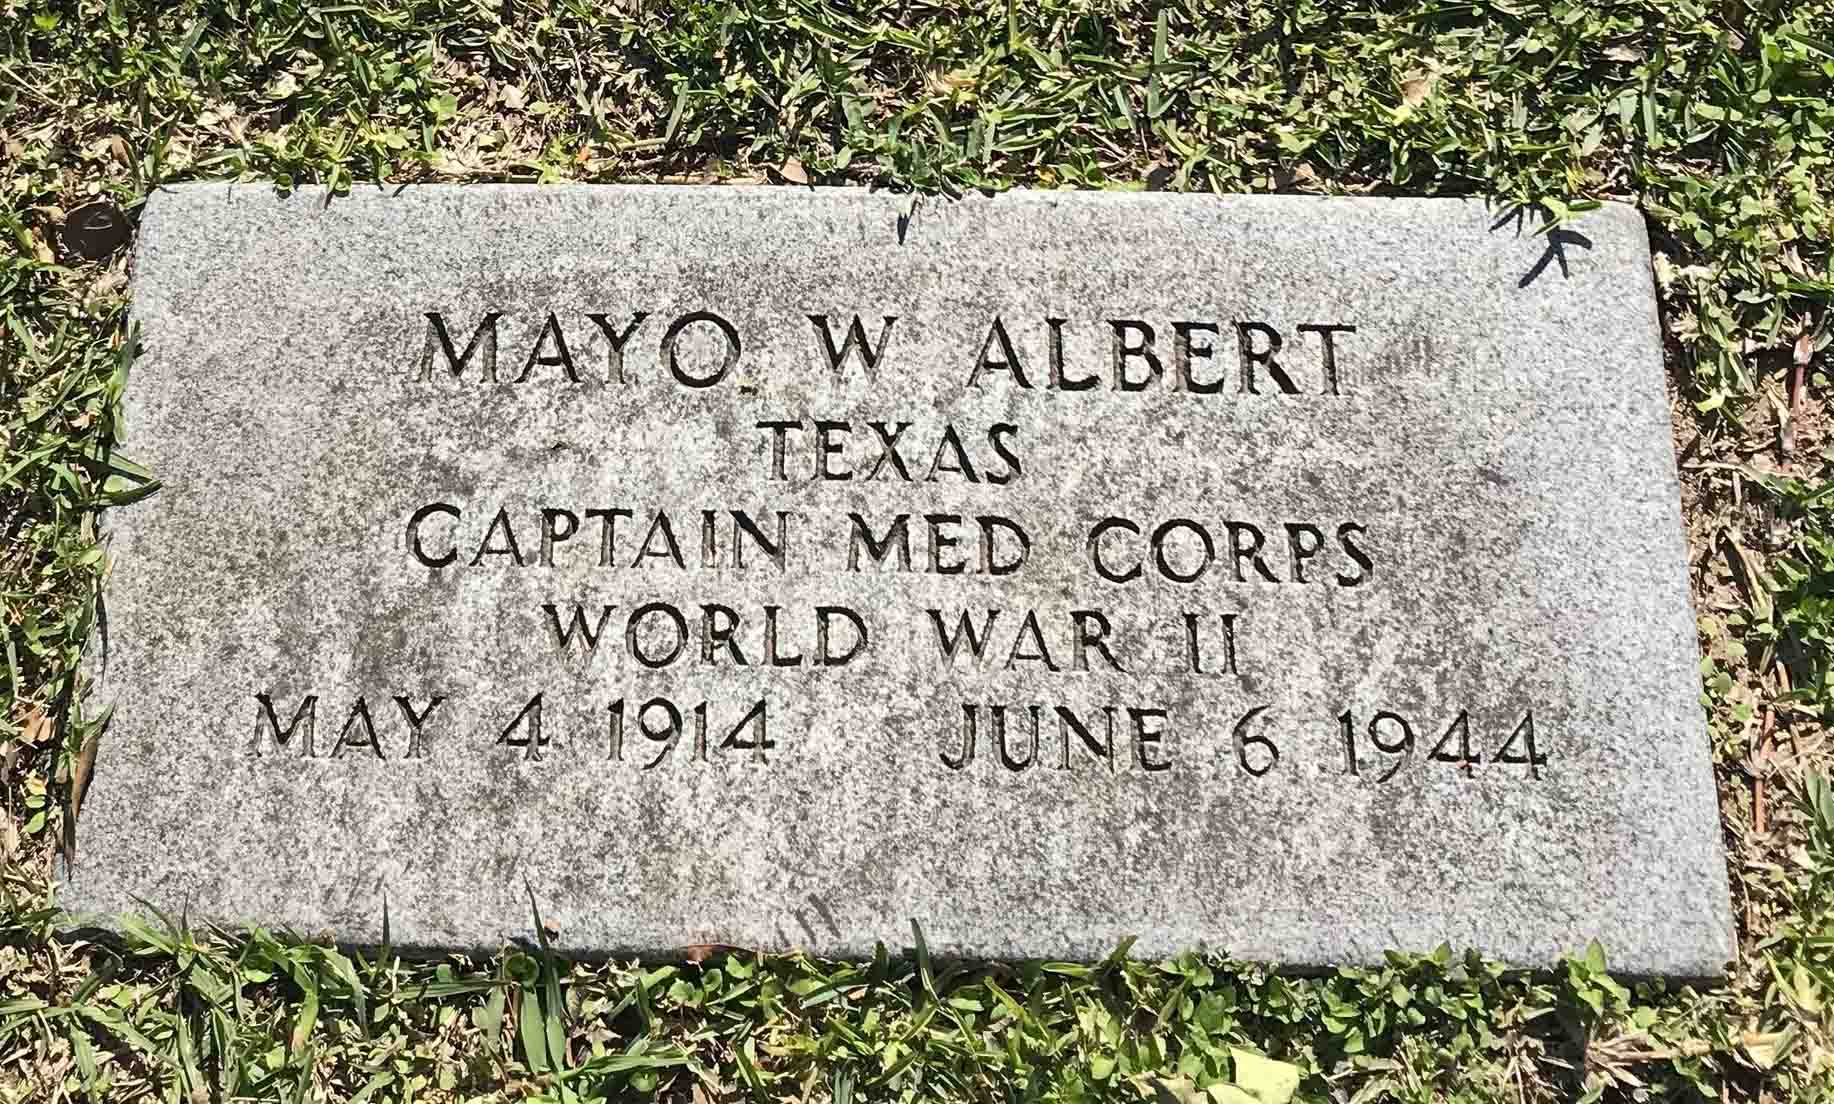 MAYO W ALBERT
TEXAS
CAPTAIN MED CORPS
WORLD WAR II
MAY 4 1914 JUNE 6 1944